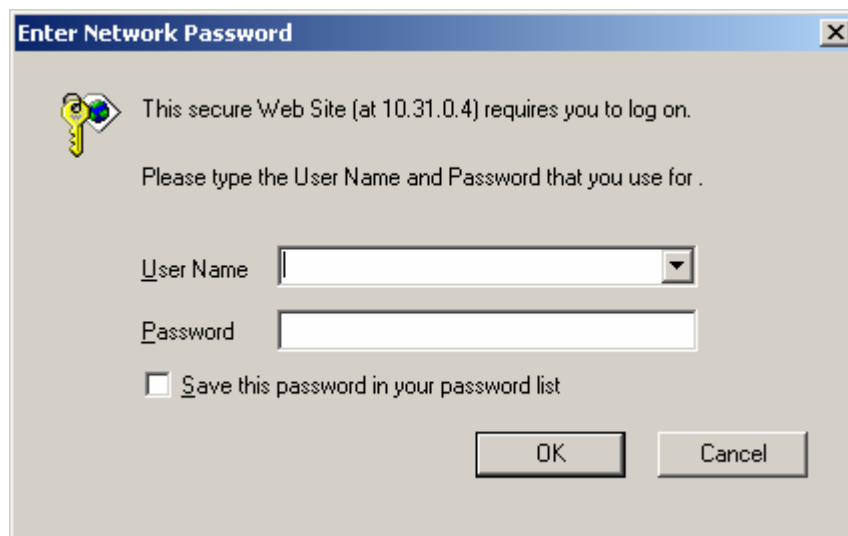 Enter Network Password
This secure Web Site (at 10.31.0.4) requires you to log on.
Please type the User Name and Password that you use for .
User Name
Password
Save this password in your password list
OK Cancel